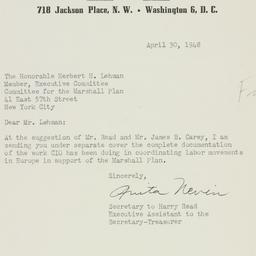 718 Jackson Place, N. W. • Washington 6, D. C.
April 30, 1948
The Honorable Herbert H. Lehman
Member, Executive Committee
Committee for the Marshall Plan
41 East 57th Street
New York City
Dear Mr. Lehman:
At the suggestion of Mr. Read and Mr. James B. Carey, I am
sending you under separate cover the complete documentation
of the work CIO has been doing in coordinating labor movements
in Europe in support of the Marshall Plan.
Sincerely,
Anita Nevin
Secretary to Harry Read
Executive Assistant to the
Secretary-Treasurer